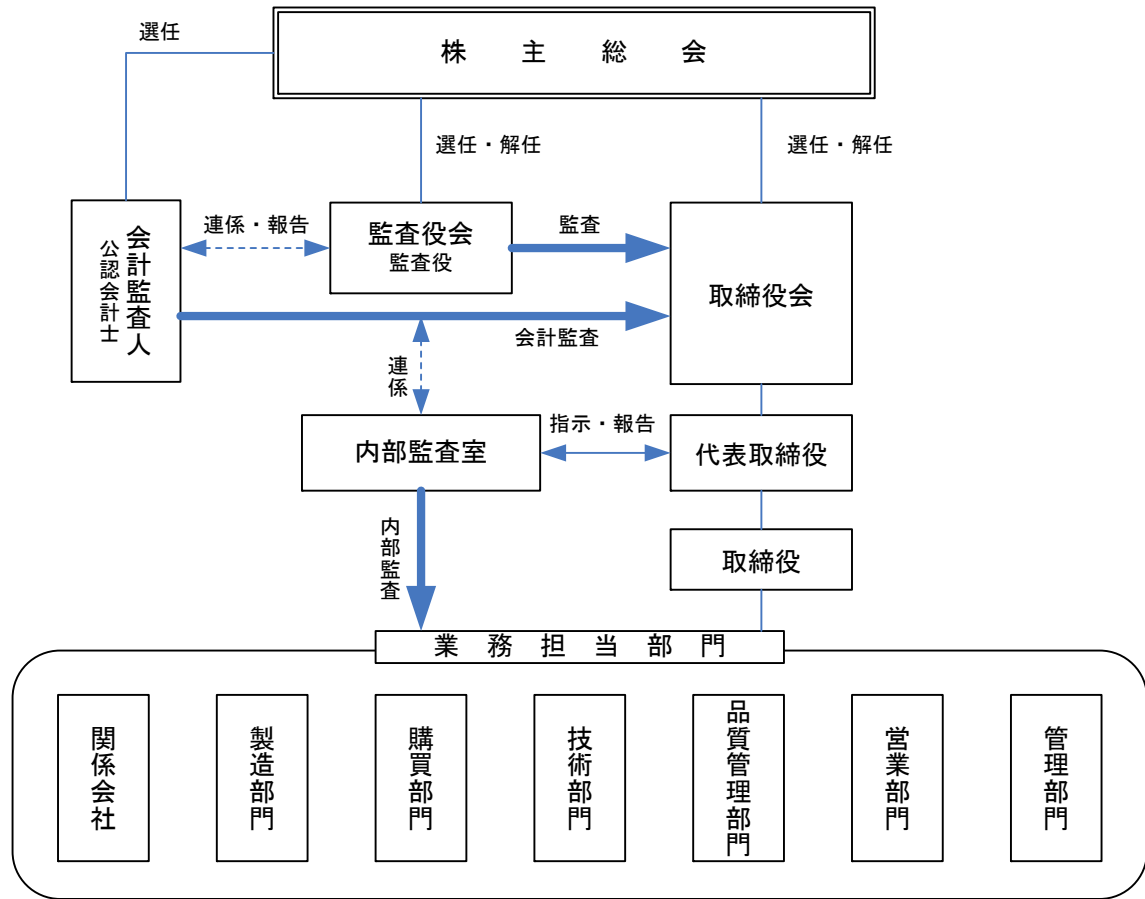 選任
株主総会
選任・解任
選任・解任
会計監査人
公認会計士
連係・報告
監査役会
監査役
監査
取締役会
会計監査
連係
内部監査室
指示・報告
代表取締役
内部監査
取締役
業務担当部門
関係会社
製造部門
購買部門
技術部門
品質管理部門
営業部門
管理部門